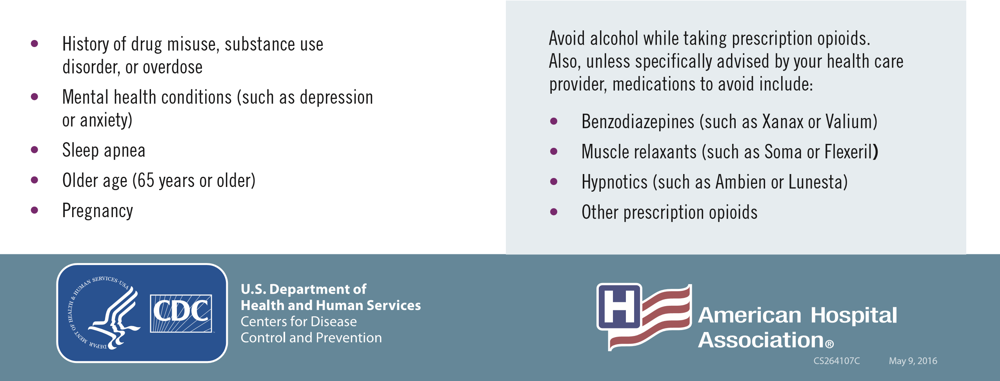 • History of drug misuse, substance use
disorder, or overdose
• Mental health conditions (such as depression
or anxiety)
• Sleep apnea
• Older age (65 years or older)
• Pregnancy
Avoid alcohol while taking prescription opioids.
Also, unless specifically advised by your health care
provider, medications to avoid include:
• Benzodiazepines (such as Xanax or Valium)
• Muscle relaxants (such as Soma or Flexeril)
• Hypnotics (such as Ambien or Lunesta)
• Other prescription opioids
DEPAR MENT OF HEALTH & HUMAN SERVICES · USA
CDC
™
U.S. Department of
Health and Human Services
Centers for Disease
Control and Prevention
H
American Hospital
Association®
CS264107C May 9, 2016